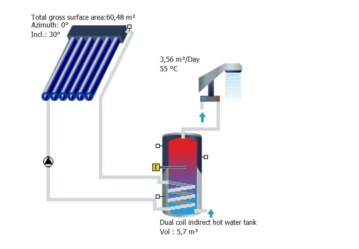 Total gross surface area:60,48 m²
Azimuth: 0°
Incl.: 30°
3,56 m³/Day
55 °C
E
Dual coil indirect hot water tank
Vol : 5,7 m³